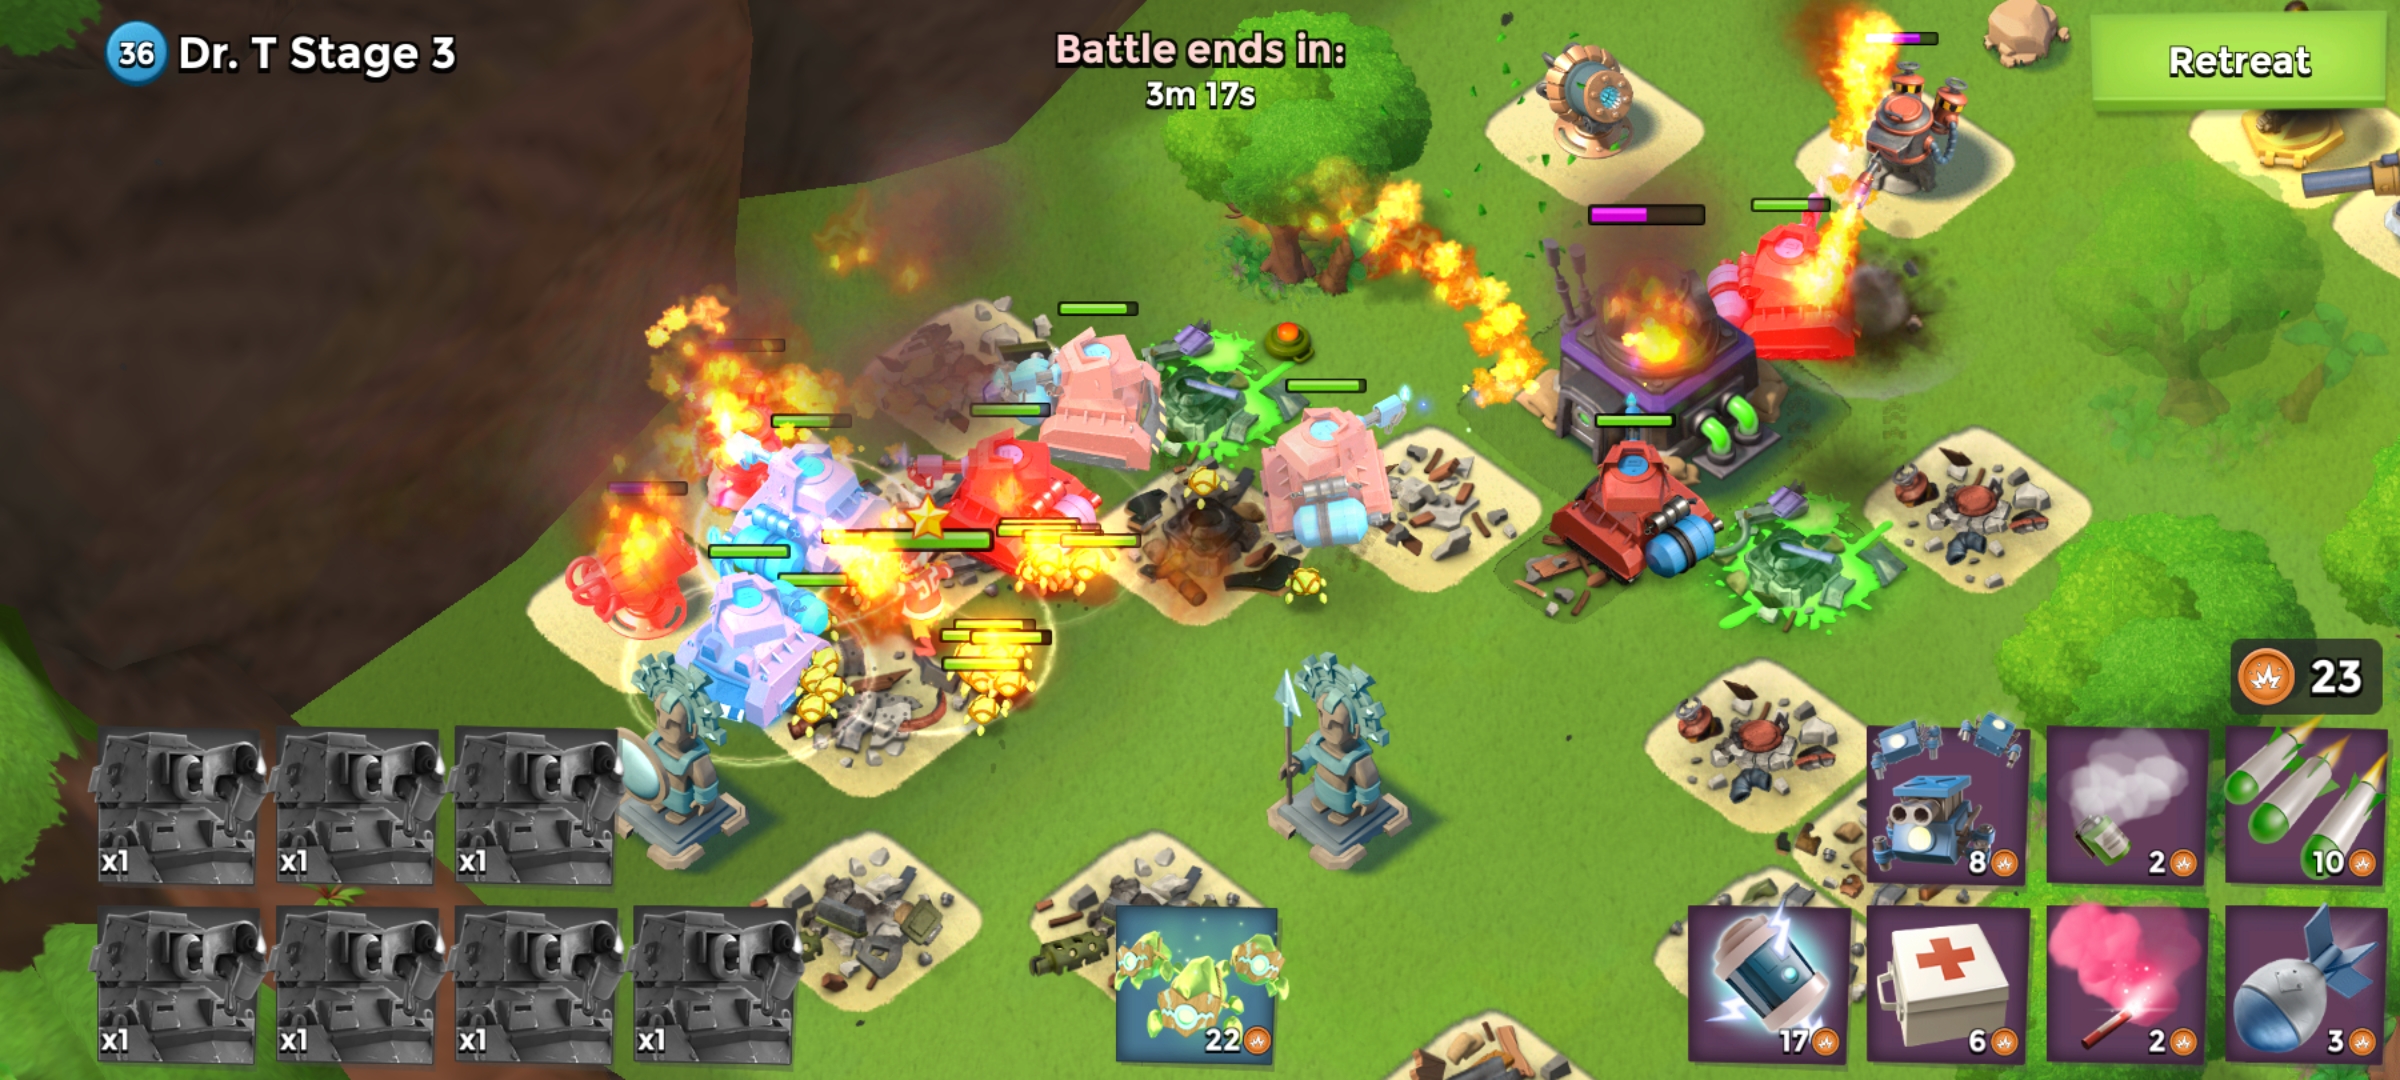 36 Dr. T Stage 3
Battle ends in:
3m 17s
Retreat
23
x1 x1 x1
8 2 10
x1 x1 x1 x1
22
17 6 2 3